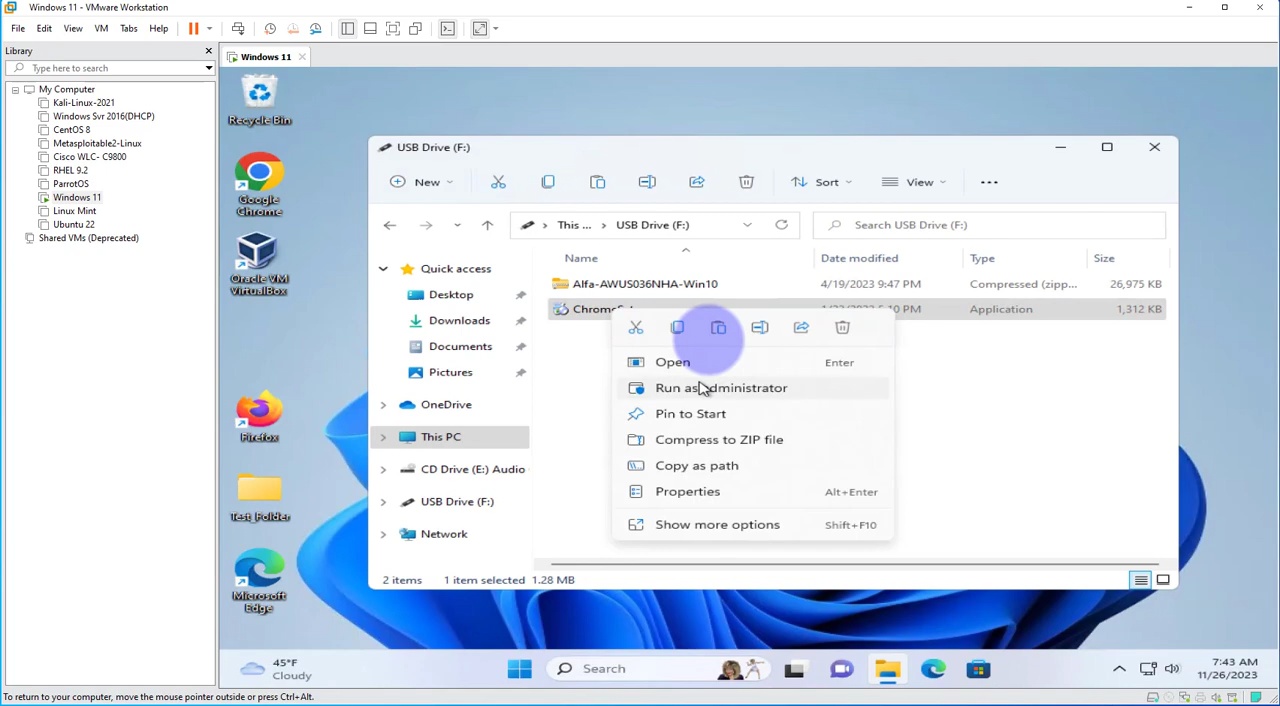 Windows 11 - VMware Workstation
File Edit View VM Tabs Help
Library
Type here to search
My Computer
Kali-Linux-2021
Windows Svr 2016(DHCP)
CentOS 8
Metasploitable2-Linux
Cisco WLC- C9800
RHEL 9.2
ParrotOS
Windows 11
Linux Mint
Ubuntu 22
Shared VMs (Deprecated)
Windows 11
Recycle Bin
Google
Chrome
Oracle VM
VirtualBox
Firefox
Test_Folder
Microsoft
Edge
USB Drive (F:)
New Sort View
This ... USB Drive (F:) Search USB Drive (F:)
Quick access
Desktop
Downloads
Documents
Pictures
OneDrive
This PC
CD Drive (E:) Audio
USB Drive (F:)
Network
Name Date modified Type Size
Alfa-AWUS036NHA-Win10 4/19/2023 9:47 PM Compressed (zipp... 26,975 KB
PM Application 1,312 KB
Open Enter
Run as administrator
Pin to Start
Compress to ZIP file
Copy as path
Properties Alt+Enter
Show more options Shift+F10
2 items 1 item selected 1.28 MB
45°F
Cloudy
Search
7:43 AM
11/26/2023
To return to your computer, move the mouse pointer outside or press Ctrl+Alt.